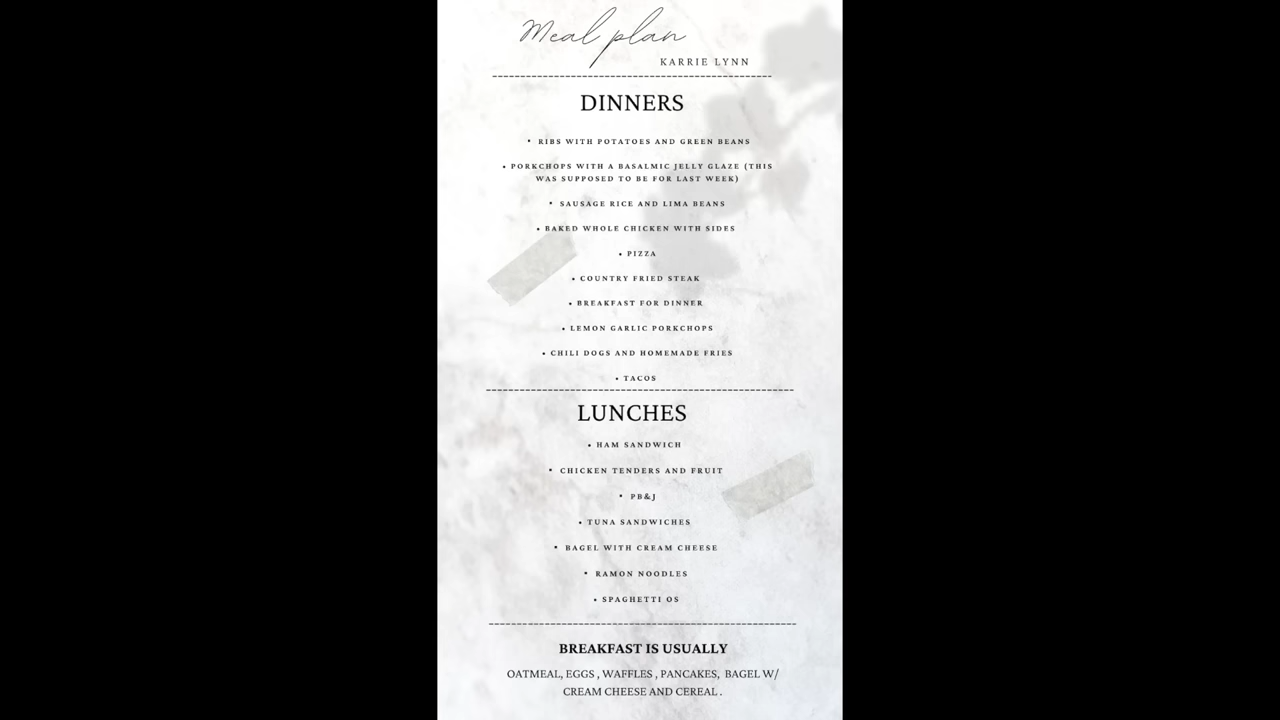 Meal plan
KARRIE LYNN
DINNERS
• RIBS WITH POTATOES AND GREEN BEANS
• PORKCHOPS WITH A BASALMIC JELLY GLAZE (THIS
WAS SUPPOSED TO BE FOR LAST WEEK)
• SAUSAGE RICE AND LIMA BEANS
• BAKED WHOLE CHICKEN WITH SIDES
• PIZZA
• COUNTRY FRIED STEAK
• BREAKFAST FOR DINNER
• LEMON GARLIC PORKCHOPS
• CHILI DOGS AND HOMEMADE FRIES
• TACOS
LUNCHES
• HAM SANDWICH
• CHICKEN TENDERS AND FRUIT
• PB&J
• TUNA SANDWICHES
• BAGEL WITH CREAM CHEESE
• RAMON NOODLES
• SPAGHETTI OS
BREAKFAST IS USUALLY
OATMEAL, EGGS , WAFFLES , PANCAKES, BAGEL W/
CREAM CHEESE AND CEREAL .